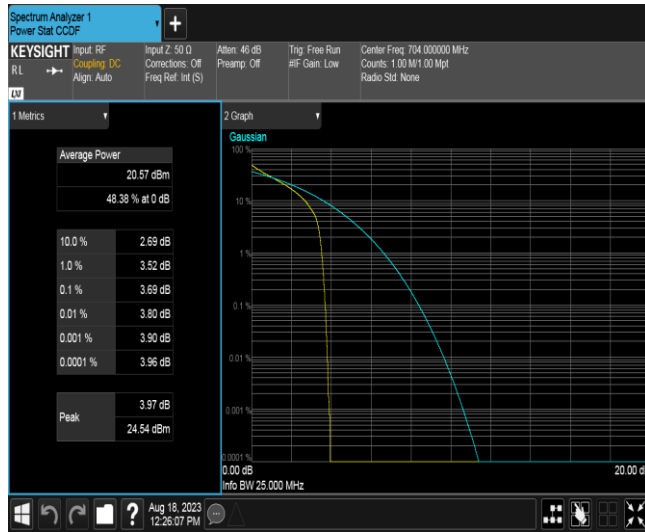 Spectrum Analyzer 1
Power Stat CCDF
+
KEYSIGHT
RL
Input: RF
Coupling: DC
Align: Auto
Input Z: 50 Ω
Corrections: Off
Freq Ref: Int (S)
Atten: 46 dB
Preamp: Off
Trig: Free Run
#IF Gain: Low
Center Freq: 704.000000 MHz
Counts: 1.00 M/1.00 Mpt
Radio Std: None
1 Metrics
Average Power
20.57 dBm
48.38 % at 0 dB
10.0 % 2.69 dB
1.0 % 3.52 dB
0.1 % 3.69 dB
0.01 % 3.80 dB
0.001 % 3.90 dB
0.0001 % 3.96 dB
Peak
3.97 dB
24.54 dBm
2 Graph
Gaussian
100 %
10 %
1 %
0.1 %
0.01 %
0.001 %
0.0001 %
0.00 dB
20.00 d
Info BW 25.000 MHz
?
Aug 18, 2023
12:26:07 PM